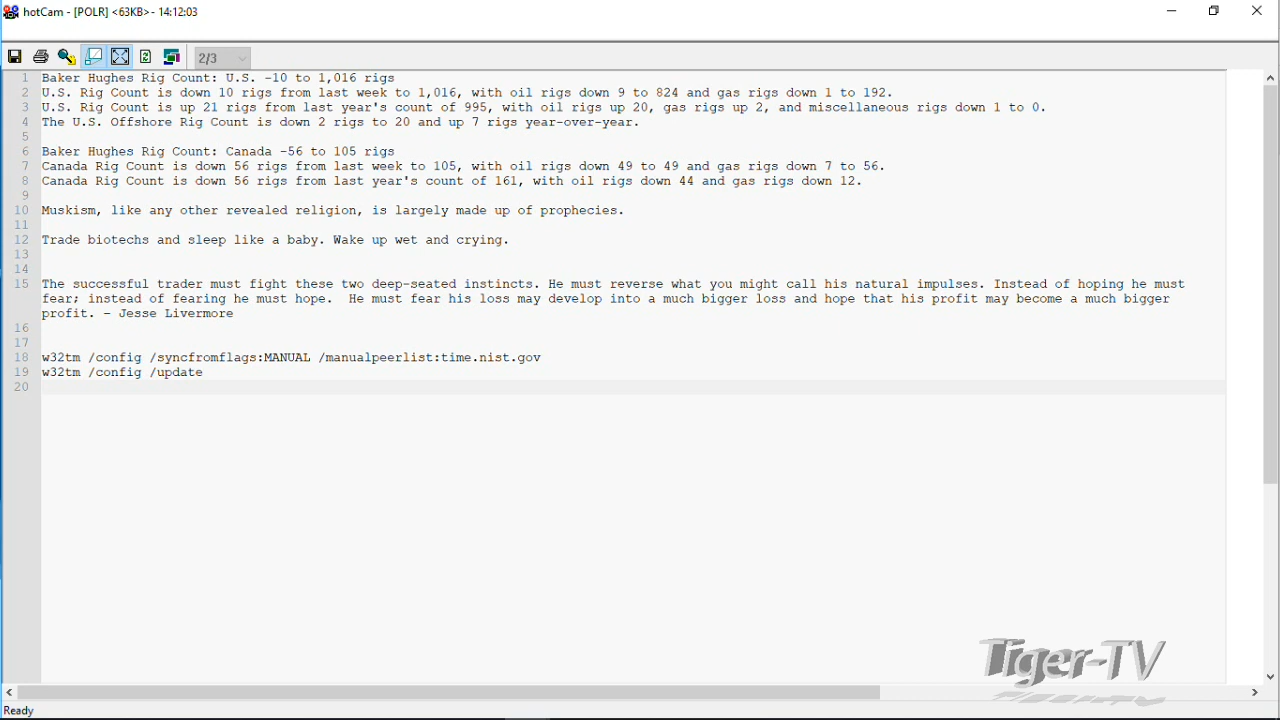 hotCam - [POLR] <63KB>- 14:12:03
2/3
1 Baker Hughes Rig Count: U.S. -10 to 1,016 rigs
2 U.S. Rig Count is down 10 rigs from last week to 1,016, with oil rigs down 9 to 824 and gas rigs down 1 to 192.
3 U.S. Rig Count is up 21 rigs from last year's count of 995, with oil rigs up 20, gas rigs up 2, and miscellaneous rigs down 1 to 0.
4 The U.S. Offshore Rig Count is down 2 rigs to 20 and up 7 rigs year-over-year.
5
6 Baker Hughes Rig Count: Canada -56 to 105 rigs
7 Canada Rig Count is down 56 rigs from last week to 105, with oil rigs down 49 to 49 and gas rigs down 7 to 56.
8 Canada Rig Count is down 56 rigs from last year's count of 161, with oil rigs down 44 and gas rigs down 12.
9
10 Muskism, like any other revealed religion, is largely made up of prophecies.
11
12 Trade biotechs and sleep like a baby. Wake up wet and crying.
13
14
15 The successful trader must fight these two deep-seated instincts. He must reverse what you might call his natural impulses. Instead of hoping he must
fear; instead of fearing he must hope.  He must fear his loss may develop into a much bigger loss and hope that his profit may become a much bigger
profit. - Jesse Livermore
16
17
18 w32tm /config /syncfromflags:MANUAL /manualpeerlist:time.nist.gov
19 w32tm /config /update
20
Tiger-TV
Ready